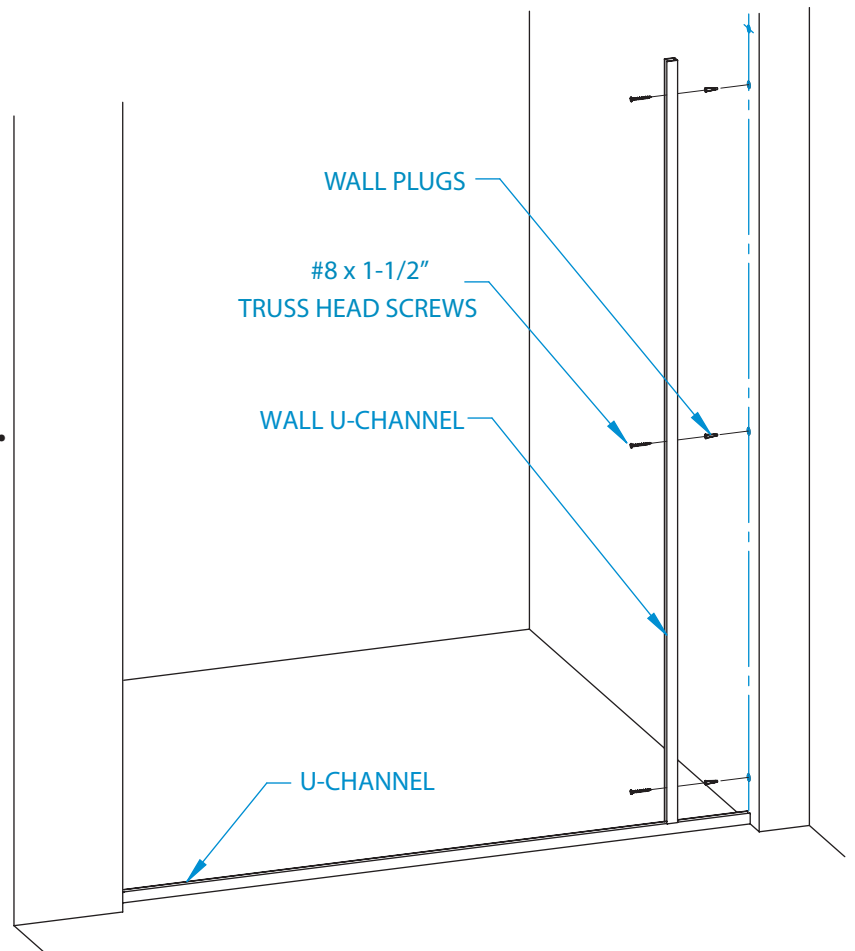 WALL PLUGS
#8 x 1-1/2”
TRUSS HEAD SCREWS
WALL U-CHANNEL
U-CHANNEL